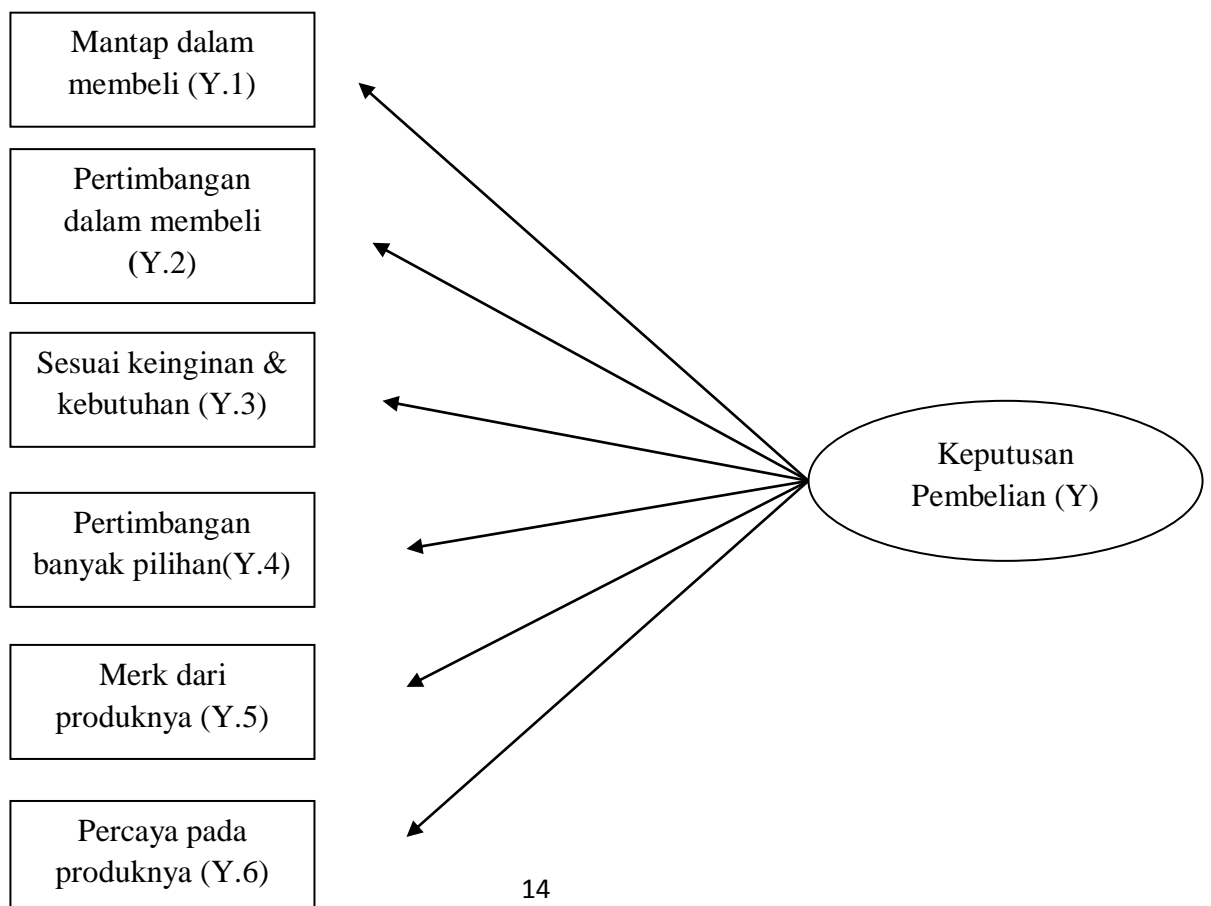 Mantap dalam
membeli (Y.1)
Pertimbangan
dalam membeli
(Y.2)
Sesuai keinginan &
kebutuhan (Y.3)
Pertimbangan
banyak pilihan(Y.4)
Merk dari
produknya (Y.5)
Percaya pada
produknya (Y.6)
Keputusan
Pembelian (Y)
14